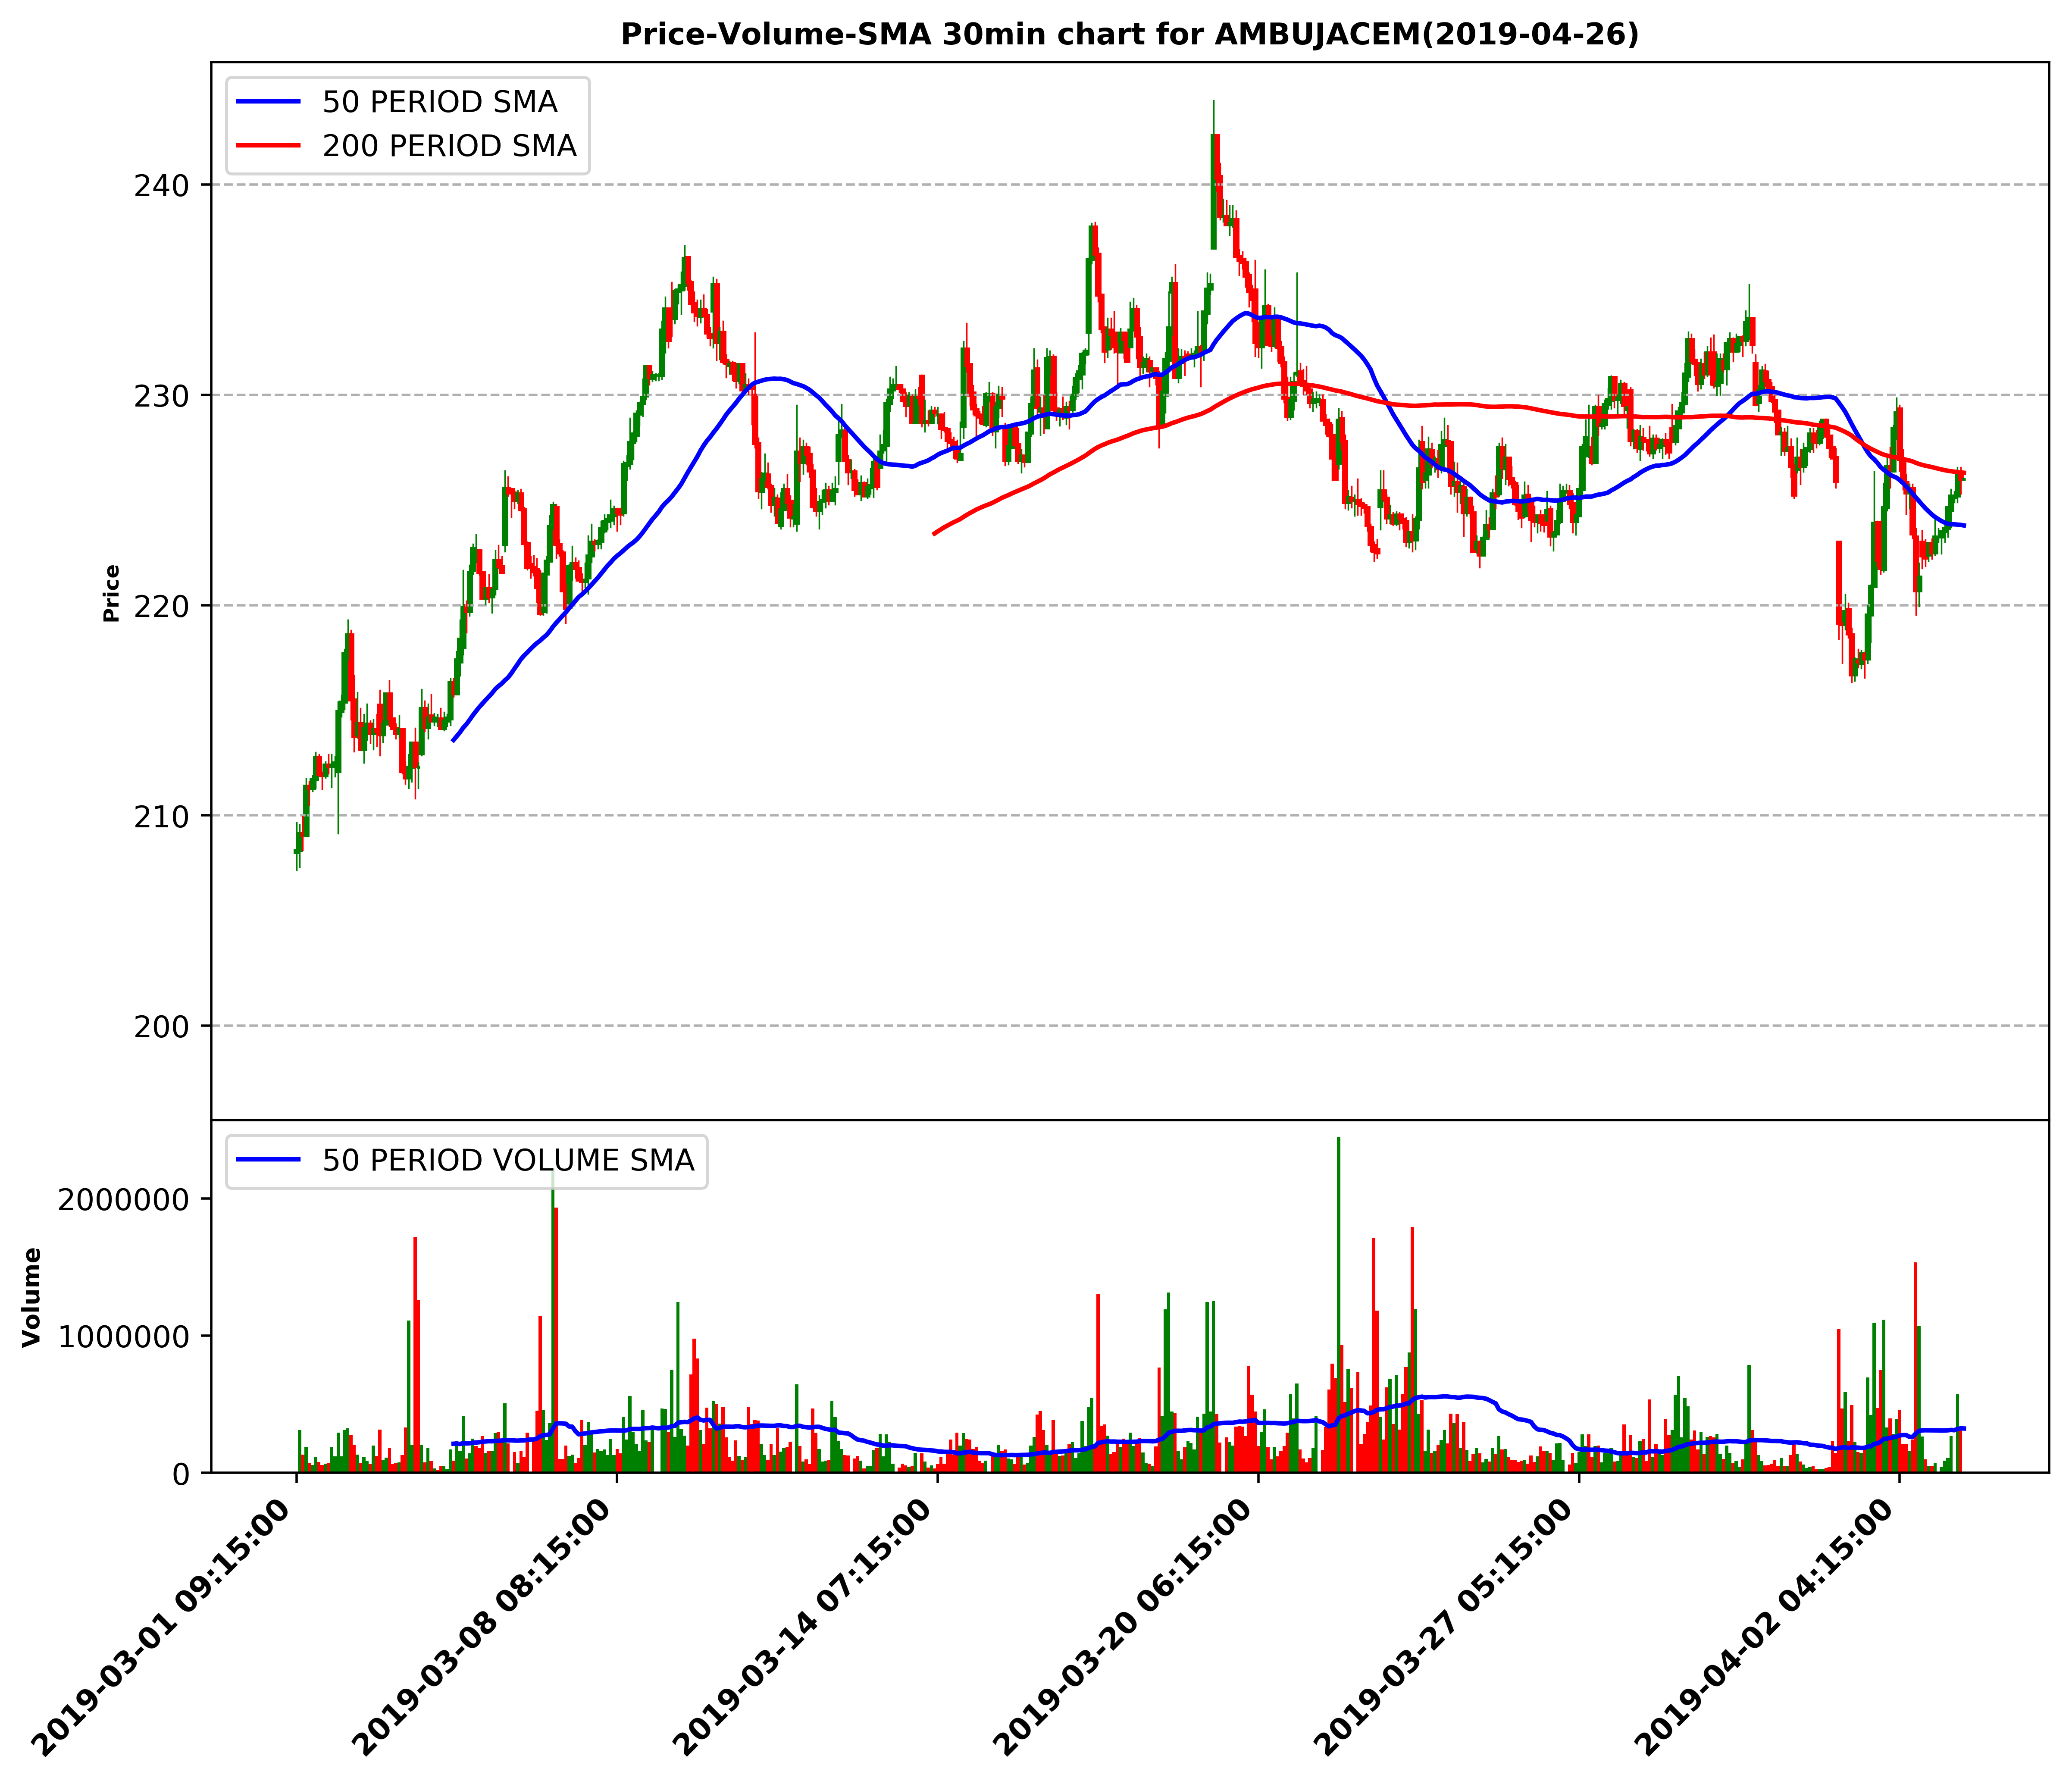 Price-Volume-SMA 30min chart for AMBUJACEM(2019-04-26)
50 PERIOD SMA
200 PERIOD SMA
240
230
220
210
200
Price
50 PERIOD VOLUME SMA
2000000
1000000
0
Volume
2019-03-01 09:15:00
2019-03-08 08:15:00
2019-03-14 07:15:00
2019-03-20 06:15:00
2019-03-27 05:15:00
2019-04-02 04:15:00